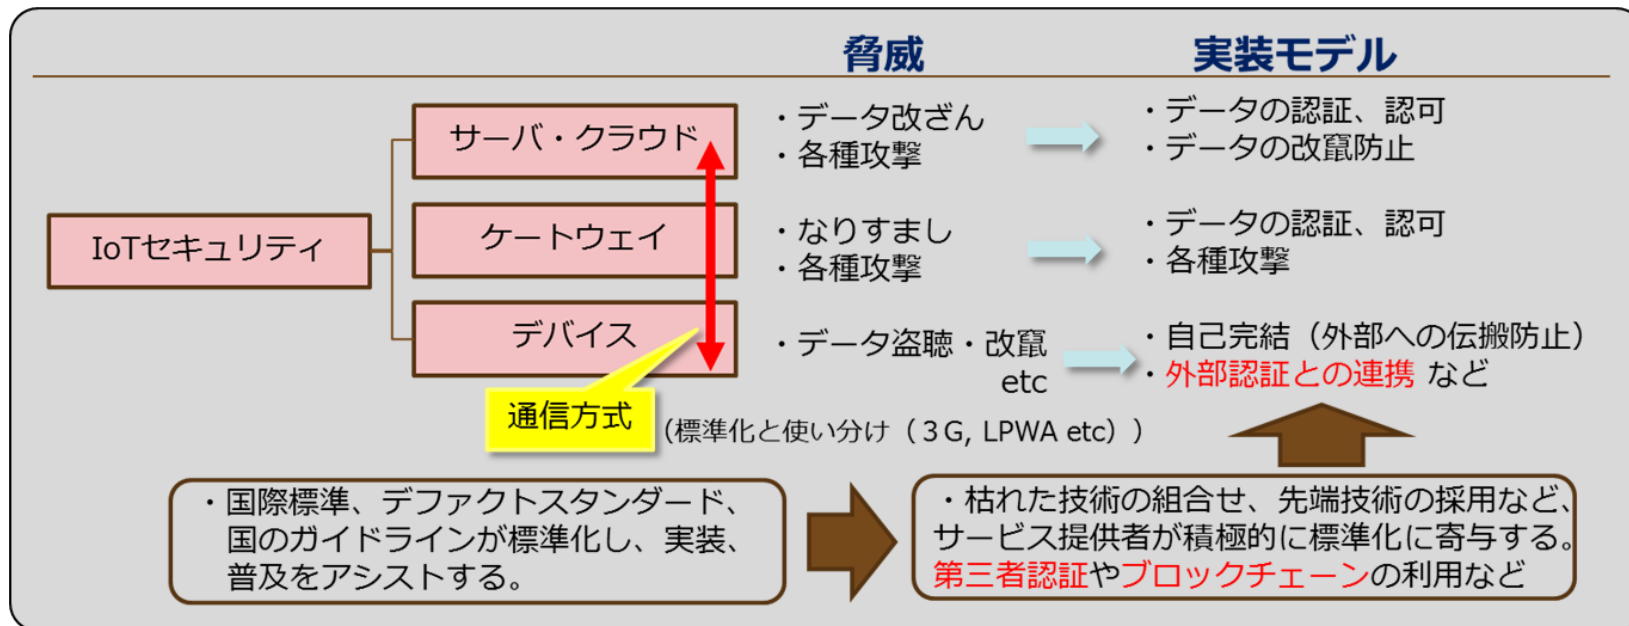 脅威
実装モデル
サーバ・クラウド
・データ改ざん
・各種攻撃
・データの認証、認可
・データの改竄防止
IoTセキュリティ
ケートウェイ
・なりすまし
・各種攻撃
・データの認証、認可
・各種攻撃
デバイス
・データ盗聴・改竄
etc
・自己完結（外部への伝搬防止）
・外部認証との連携 など
通信方式
（標準化と使い分け（３G, LPWA etc））
・国際標準、デファクトスタンダード、
国のガイドラインが標準化し、実装、
普及をアシストする。
・枯れた技術の組合せ、先端技術の採用など、
サービス提供者が積極的に標準化に寄与する。
第三者認証やブロックチェーンの利用など